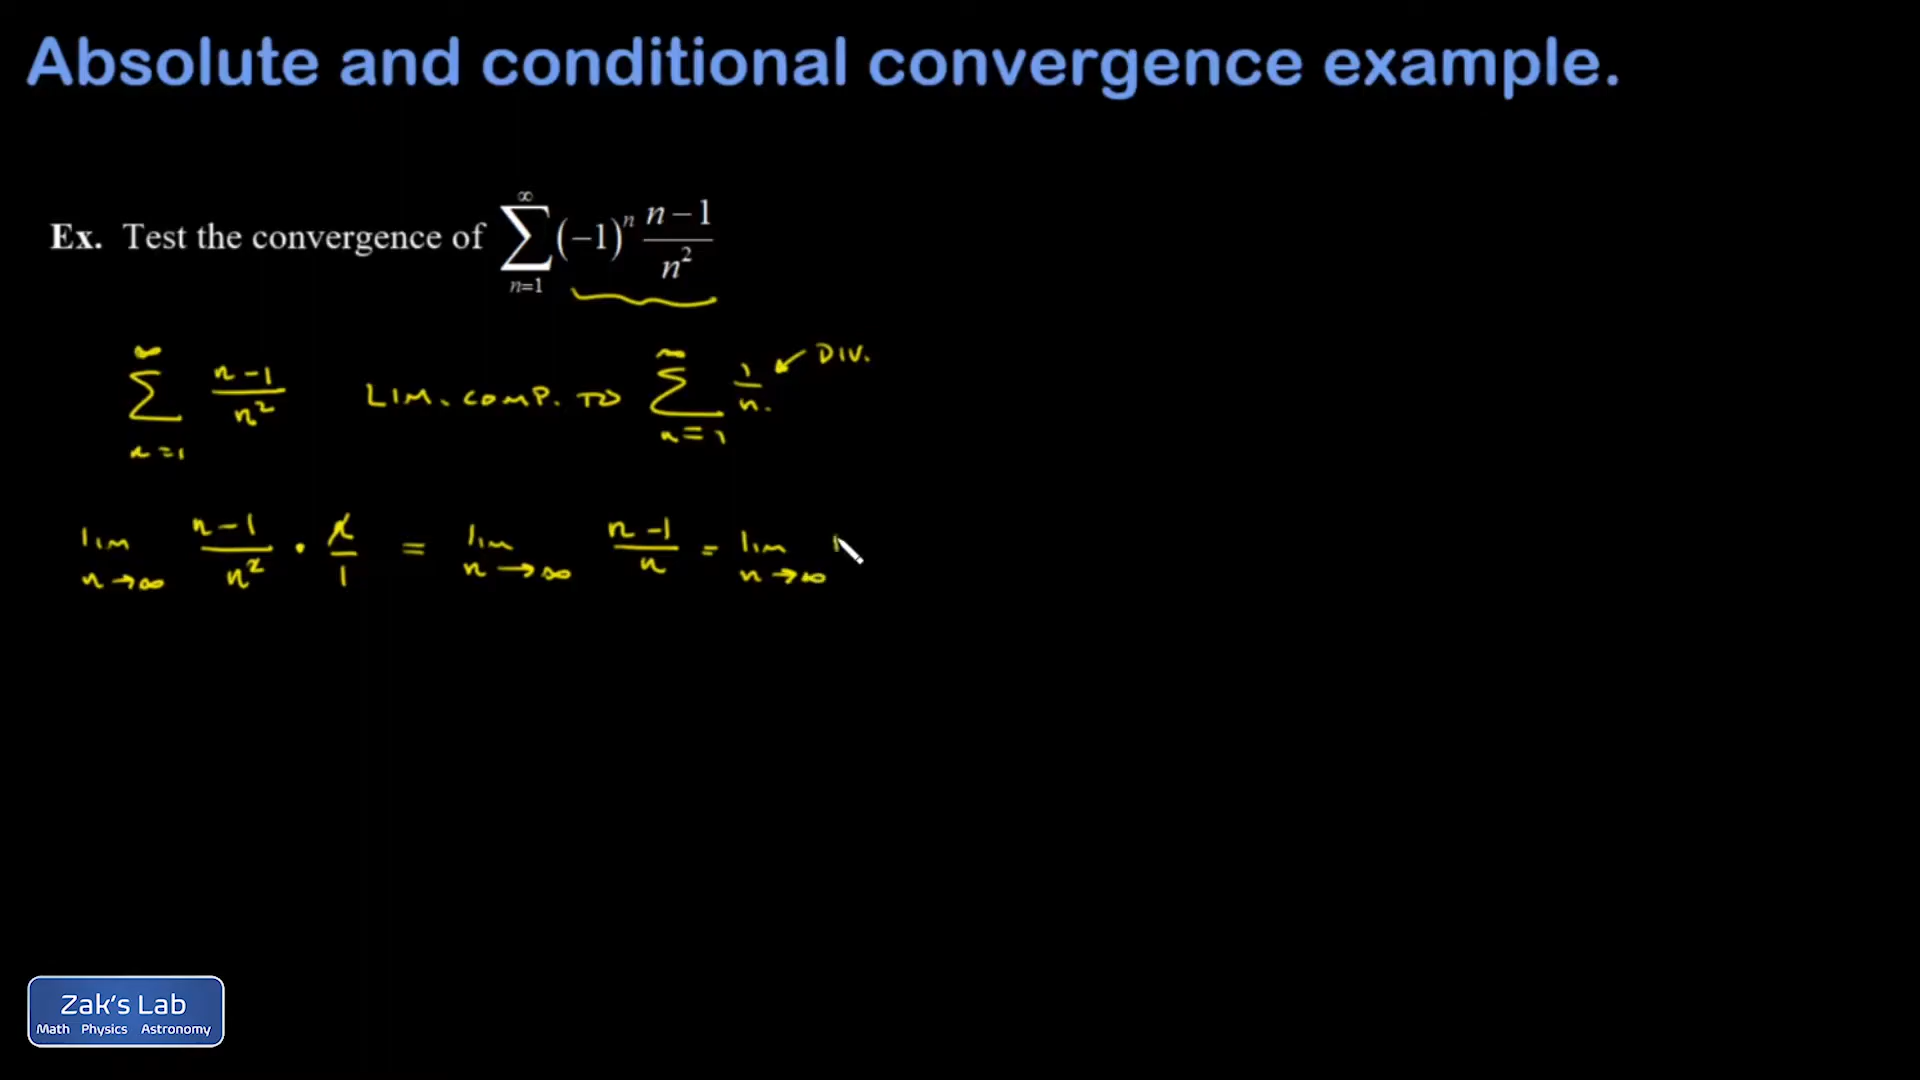 Absolute and conditional convergence example.
Ex. Test the convergence of ∑_{n=1}^{∞} (−1)^n (n−1)/n²
∑_{n=1}^{∞} (n−1)/n² LIM. COMP. TO ∑_{n=1}^{∞} 1/n. ← DIV.
lim_{n→∞} (n−1)/n² · n/1 = lim_{n→∞} (n−1)/n = lim_{n→∞}
Zak's Lab
Math Physics Astronomy